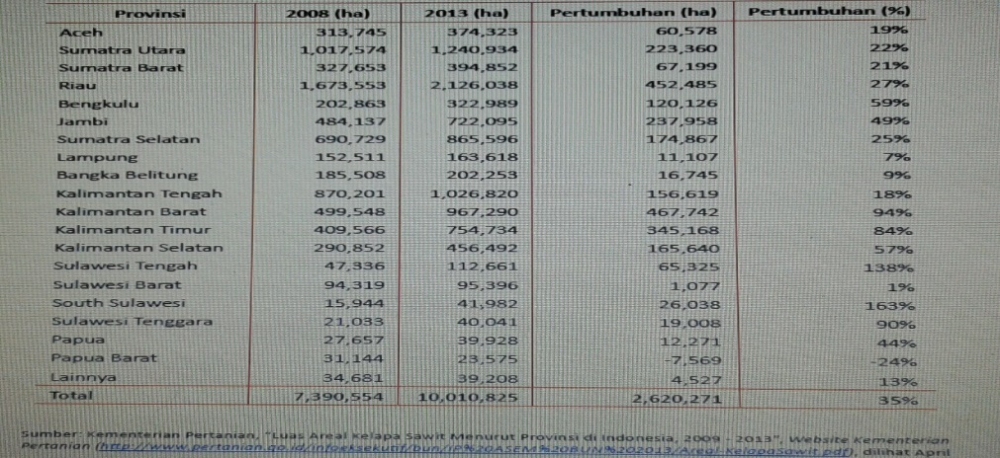 Provinsi 2008 (ha) 2013 (ha) Pertumbuhan (ha) Pertumbuhan (%)
Aceh 313,745 374,323 60,578 19%
Sumatra Utara 1,017,574 1,240,934 223,360 22%
Sumatra Barat 327,653 394,852 67,199 21%
Riau 1,673,553 2,126,038 452,485 27%
Bengkulu 202,863 322,989 120,126 59%
Jambi 484,137 722,095 237,958 49%
Sumatra Selatan 690,729 865,596 174,867 25%
Lampung 152,511 163,618 11,107 7%
Bangka Belitung 185,508 202,253 16,745 9%
Kalimantan Tengah 870,201 1,026,820 156,619 18%
Kalimantan Barat 499,548 967,290 467,742 94%
Kalimantan Timur 409,566 754,734 345,168 84%
Kalimantan Selatan 290,852 456,492 165,640 57%
Sulawesi Tengah 47,336 112,661 65,325 138%
Sulawesi Barat 94,319 95,396 1,077 1%
South Sulawesi 15,944 41,982 26,038 163%
Sulawesi Tenggara 21,033 40,041 19,008 90%
Papua 27,657 39,928 12,271 44%
Papua Barat 31,144 23,575 -7,569 -24%
Lainnya 34,681 39,208 4,527 13%
Total 7,390,554 10,010,825 2,620,271 35%
Sumber: Kementerian Pertanian, "Luas Areal Kelapa Sawit Menurut Provinsi di Indonesia, 2009 - 2013", Website Kementerian
Pertanian (http://www.pertanian.go.id/infoeksekutif/bun/IP%20ASEM%20BUN%202013/Areal-KelapaSawit.pdf), dilihat April